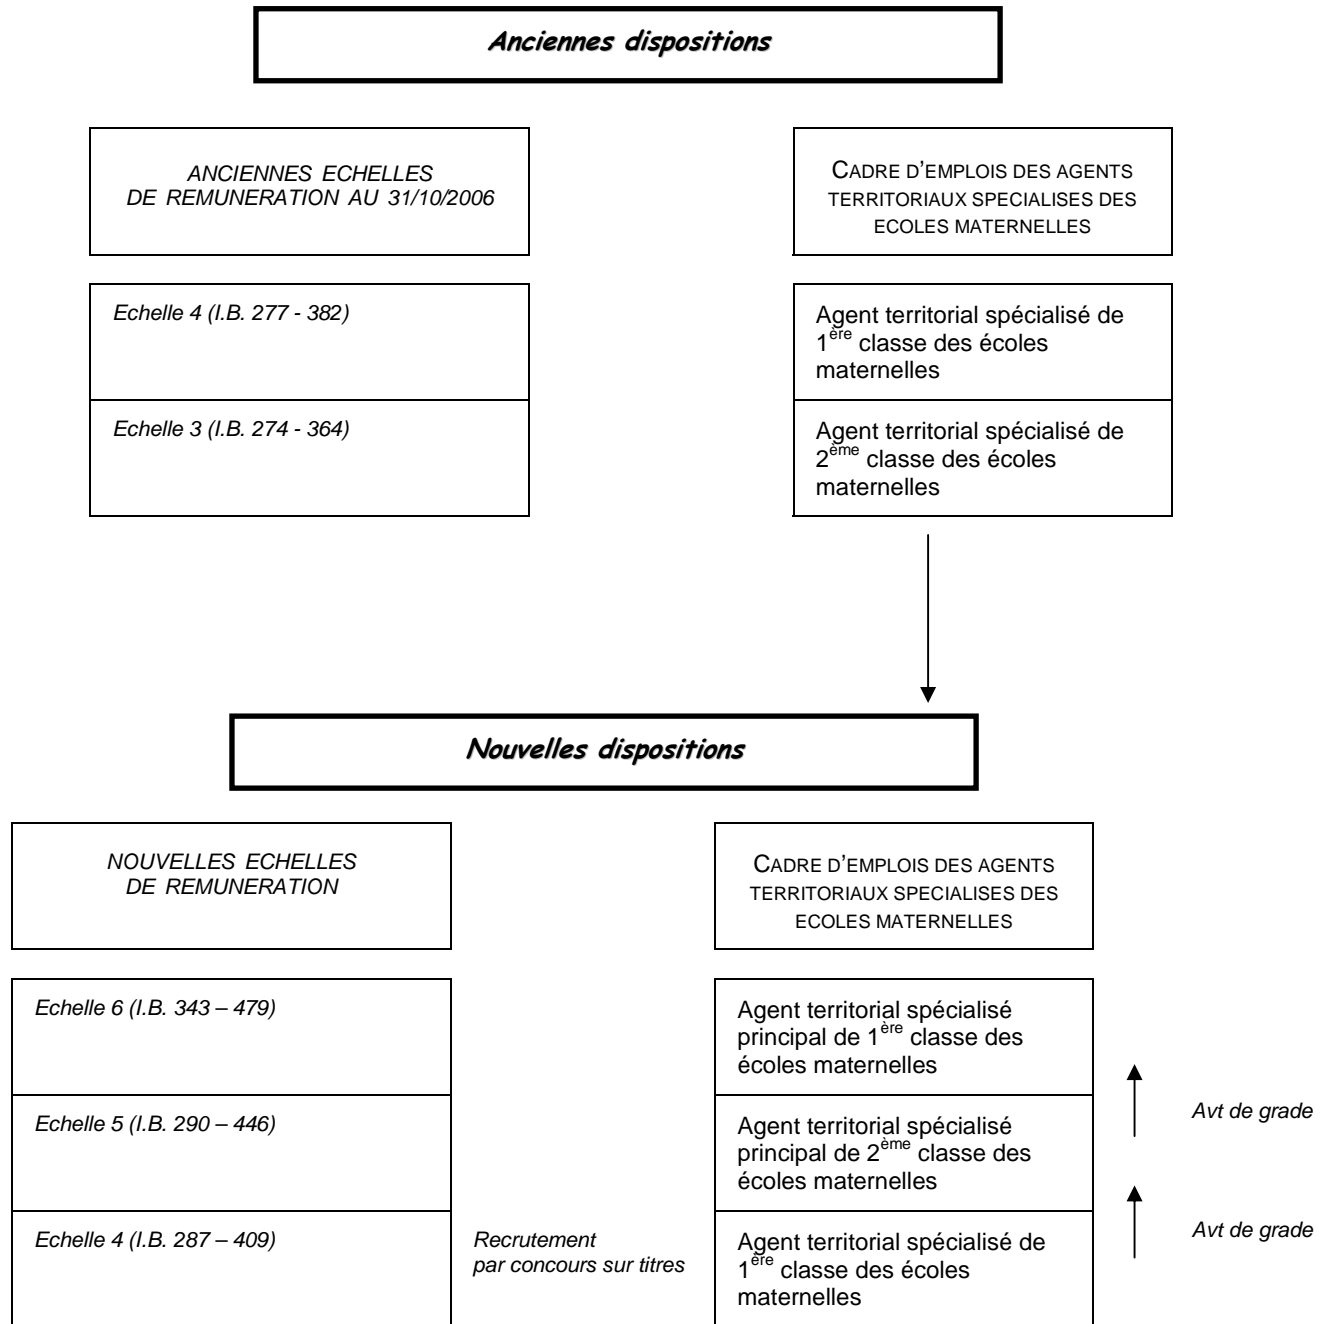 Anciennes dispositions
ANCIENNES ECHELLES
DE REMUNERATION AU 31/10/2006
CADRE D'EMPLOIS DES AGENTS
TERRITORIAUX SPECIALISES DES
ECOLES MATERNELLES
Echelle 4 (I.B. 277 - 382)
Agent territorial spécialisé de
1ère classe des écoles
maternelles
Echelle 3 (I.B. 274 - 364)
Agent territorial spécialisé de
2ème classe des écoles
maternelles
Nouvelles dispositions
NOUVELLES ECHELLES
DE REMUNERATION
CADRE D'EMPLOIS DES AGENTS
TERRITORIAUX SPECIALISES DES
ECOLES MATERNELLES
Echelle 6 (I.B. 343 – 479)
Agent territorial spécialisé
principal de 1ère classe des
écoles maternelles
Echelle 5 (I.B. 290 – 446)
Agent territorial spécialisé
principal de 2ème classe des
écoles maternelles
Avt de grade
Echelle 4 (I.B. 287 – 409)
Recrutement
par concours sur titres
Agent territorial spécialisé de
1ère classe des écoles
maternelles
Avt de grade